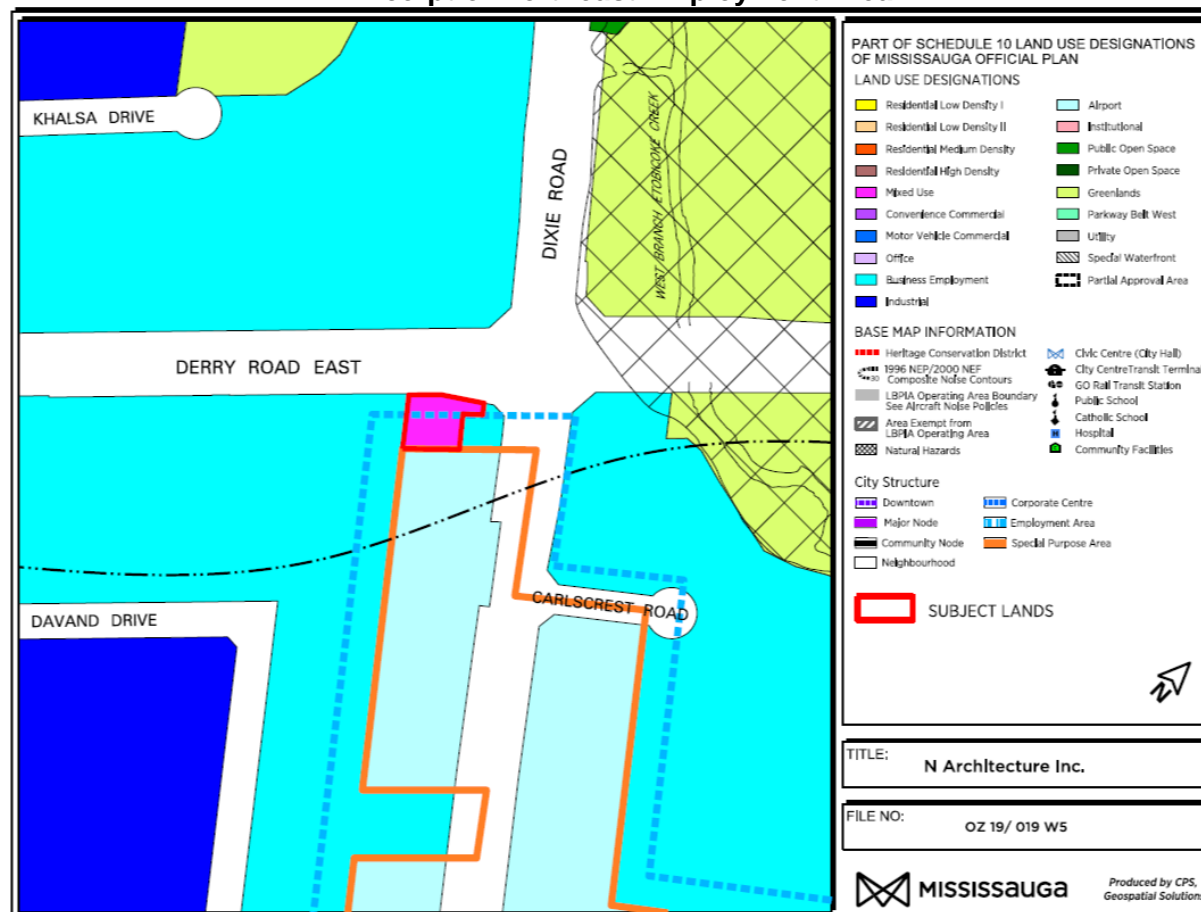 KHALSA DRIVE
DIXIE ROAD
WEST BRANCH ETOBICOKE CREEK
DERRY ROAD EAST
CARLSCREST ROAD
DAVAND DRIVE
PART OF SCHEDULE 10 LAND USE DESIGNATIONS
OF MISSISSAUGA OFFICIAL PLAN
LAND USE DESIGNATIONS
Residential Low Density I
Residential Low Density II
Residential Medium Density
Residential High Density
Mixed Use
Convenience Commercial
Motor Vehicle Commercial
Office
Business Employment
Industrial
Airport
Institutional
Public Open Space
Private Open Space
Greenlands
Parkway Belt West
Utility
Special Waterfront
Partial Approval Area
BASE MAP INFORMATION
Heritage Conservation District
1996 NEP/2000 NEF
Composite Noise Contours
30
LBPIA Operating Area Boundary
See Aircraft Noise Policies
Area Exempt from
LBPIA Operating Area
Natural Hazards
Civic Centre (City Hall)
City Centre Transit Terminal
GO Rail Transit Station
Public School
Catholic School
H
Hospital
Community Facilities
City Structure
Downtown
Major Node
Community Node
Neighbourhood
Corporate Centre
Employment Area
Special Purpose Area
SUBJECT LANDS
N
TITLE:
N Architecture Inc.
FILE NO:
OZ 19/ 019 W5
MISSISSAUGA
Produced by CPS,
Geospatial Solutions